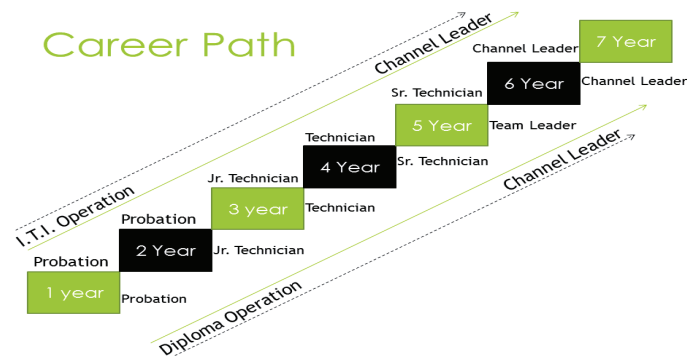 Career Path
I.T.I. Operation
Channel Leader
Probation
1 year
Probation
Probation
2 Year
Jr. Technician
Jr. Technician
3 year
Technician
Technician
4 Year
Sr. Technician
Sr. Technician
5 Year
Team Leader
Channel Leader
6 Year
Channel Leader
7 Year
Diploma Operation
Channel Leader